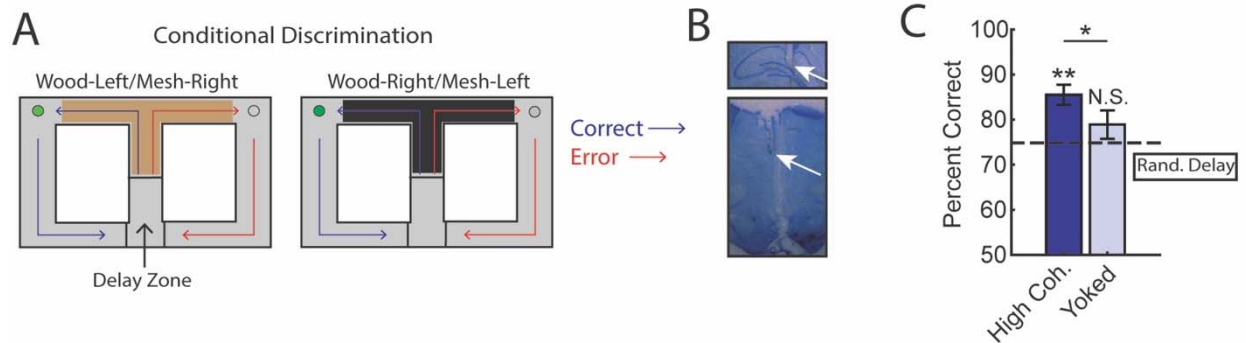 A
Conditional Discrimination
Wood-Left/Mesh-Right
Wood-Right/Mesh-Left
Delay Zone
Correct
Error
B
C
Percent Correct
100
90
80
70
60
50
*
**
N.S.
Rand. Delay
High Coh.
Yoked